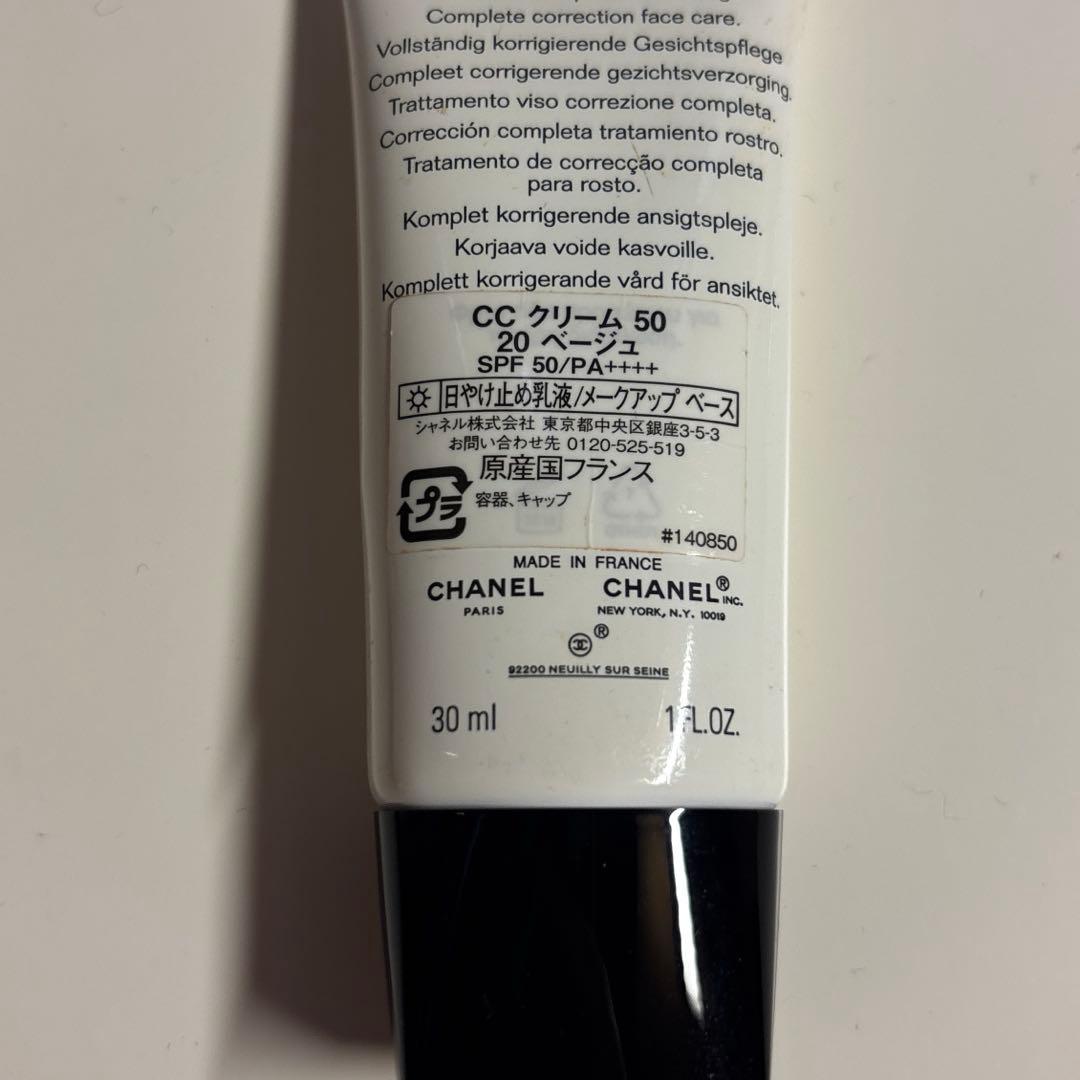 Complete correction face care.
Vollständig korrigierende Gesichtspflege
Compleet corrigerende gezichtsverzorging.
Trattamento viso correzione completa.
Corrección completa tratamiento rostro.
Tratamento de correcção completa
para rosto.
Komplet korrigerende ansigtspleje.
Korjaava voide kasvoille.
Komplett korrigerande vård för ansiktet.
CC クリーム 50
20 ベージュ
SPF 50/PA++++
日やけ止め乳液/メークアップ ベース
シャネル株式会社 東京都中央区銀座3-5-3
お問い合わせ先 0120-525-519
原産国フランス
プラ 容器、キャップ
#140850
MADE IN FRANCE
CHANEL CHANEL®
PARIS INC.
NEW YORK, N.Y. 10019
®
92200 NEUILLY SUR SEINE
30 ml 1 FL.OZ.